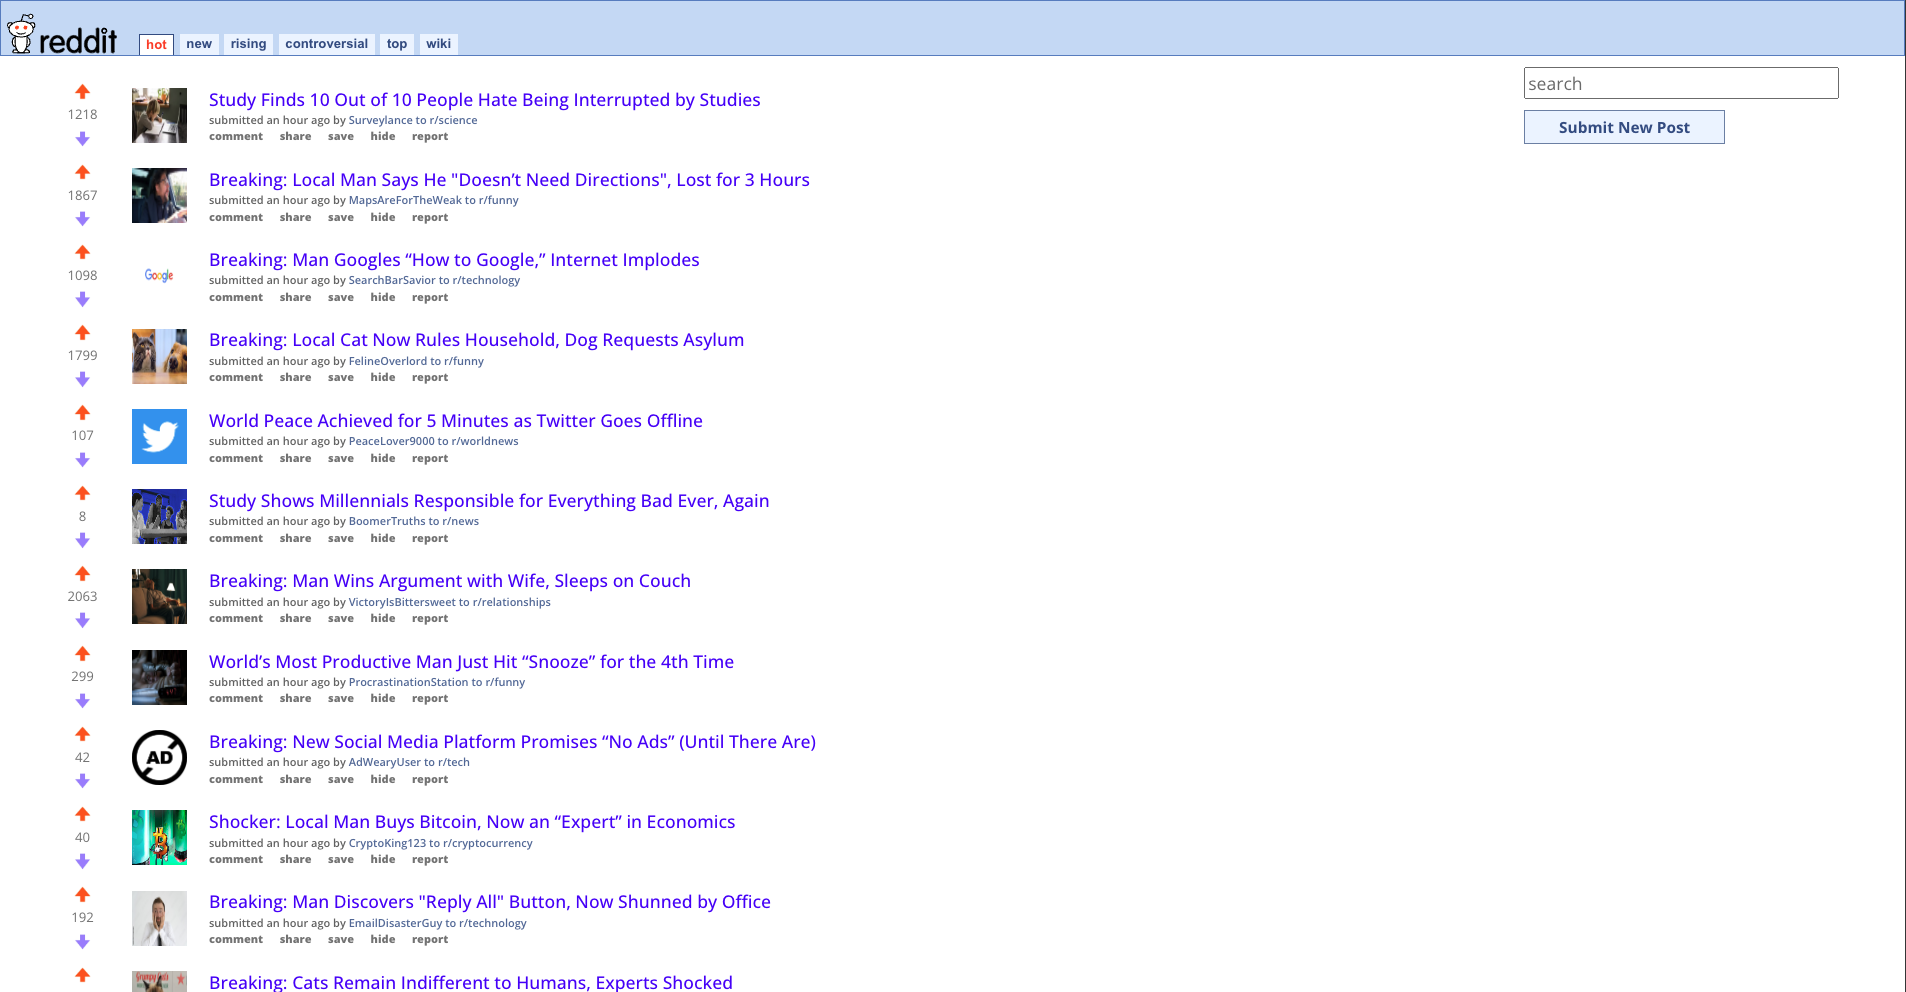 reddit hot new rising controversial top wiki
search
Submit New Post
1218
Study Finds 10 Out of 10 People Hate Being Interrupted by Studies
submitted an hour ago by Surveylance to r/science
comment share save hide report
1867
Breaking: Local Man Says He "Doesn’t Need Directions", Lost for 3 Hours
submitted an hour ago by MapsAreForTheWeak to r/funny
comment share save hide report
1098
Google
Breaking: Man Googles “How to Google,” Internet Implodes
submitted an hour ago by SearchBarSavior to r/technology
comment share save hide report
1799
Breaking: Local Cat Now Rules Household, Dog Requests Asylum
submitted an hour ago by FelineOverlord to r/funny
comment share save hide report
107
World Peace Achieved for 5 Minutes as Twitter Goes Offline
submitted an hour ago by PeaceLover9000 to r/worldnews
comment share save hide report
8
Study Shows Millennials Responsible for Everything Bad Ever, Again
submitted an hour ago by BoomerTruths to r/news
comment share save hide report
2063
Breaking: Man Wins Argument with Wife, Sleeps on Couch
submitted an hour ago by VictoryIsBittersweet to r/relationships
comment share save hide report
299
World’s Most Productive Man Just Hit “Snooze” for the 4th Time
submitted an hour ago by ProcrastinationStation to r/funny
comment share save hide report
42
AD
Breaking: New Social Media Platform Promises “No Ads” (Until There Are)
submitted an hour ago by AdWearyUser to r/tech
comment share save hide report
40
Shocker: Local Man Buys Bitcoin, Now an “Expert” in Economics
submitted an hour ago by CryptoKing123 to r/cryptocurrency
comment share save hide report
192
Breaking: Man Discovers "Reply All" Button, Now Shunned by Office
submitted an hour ago by EmailDisasterGuy to r/technology
comment share save hide report
Breaking: Cats Remain Indifferent to Humans, Experts Shocked